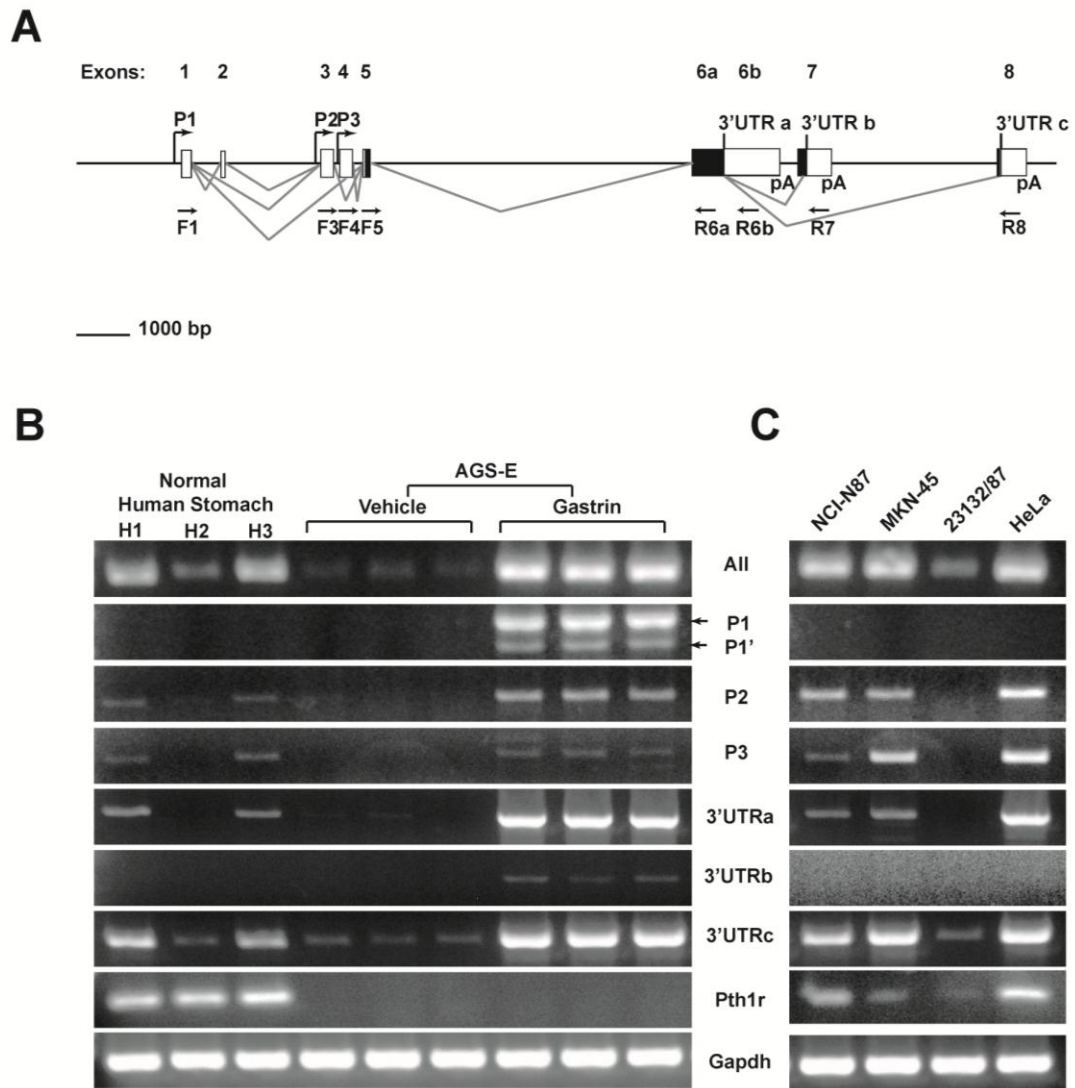 A
Exons: 1 2 3 4 5 6a 6b 7 8
P1 P2 P3 3'UTR a 3'UTR b 3'UTR c
pA pA pA
F1 F3 F4 F5 R6a R6b R7 R8
1000 bp
B
C
Normal
Human Stomach
H1 H2 H3
AGS-E
Vehicle Gastrin
NCI-N87 MKN-45 23132/87 HeLa
All
P1
P1'
P2
P3
3'UTRa
3'UTRb
3'UTRc
Pth1r
Gapdh